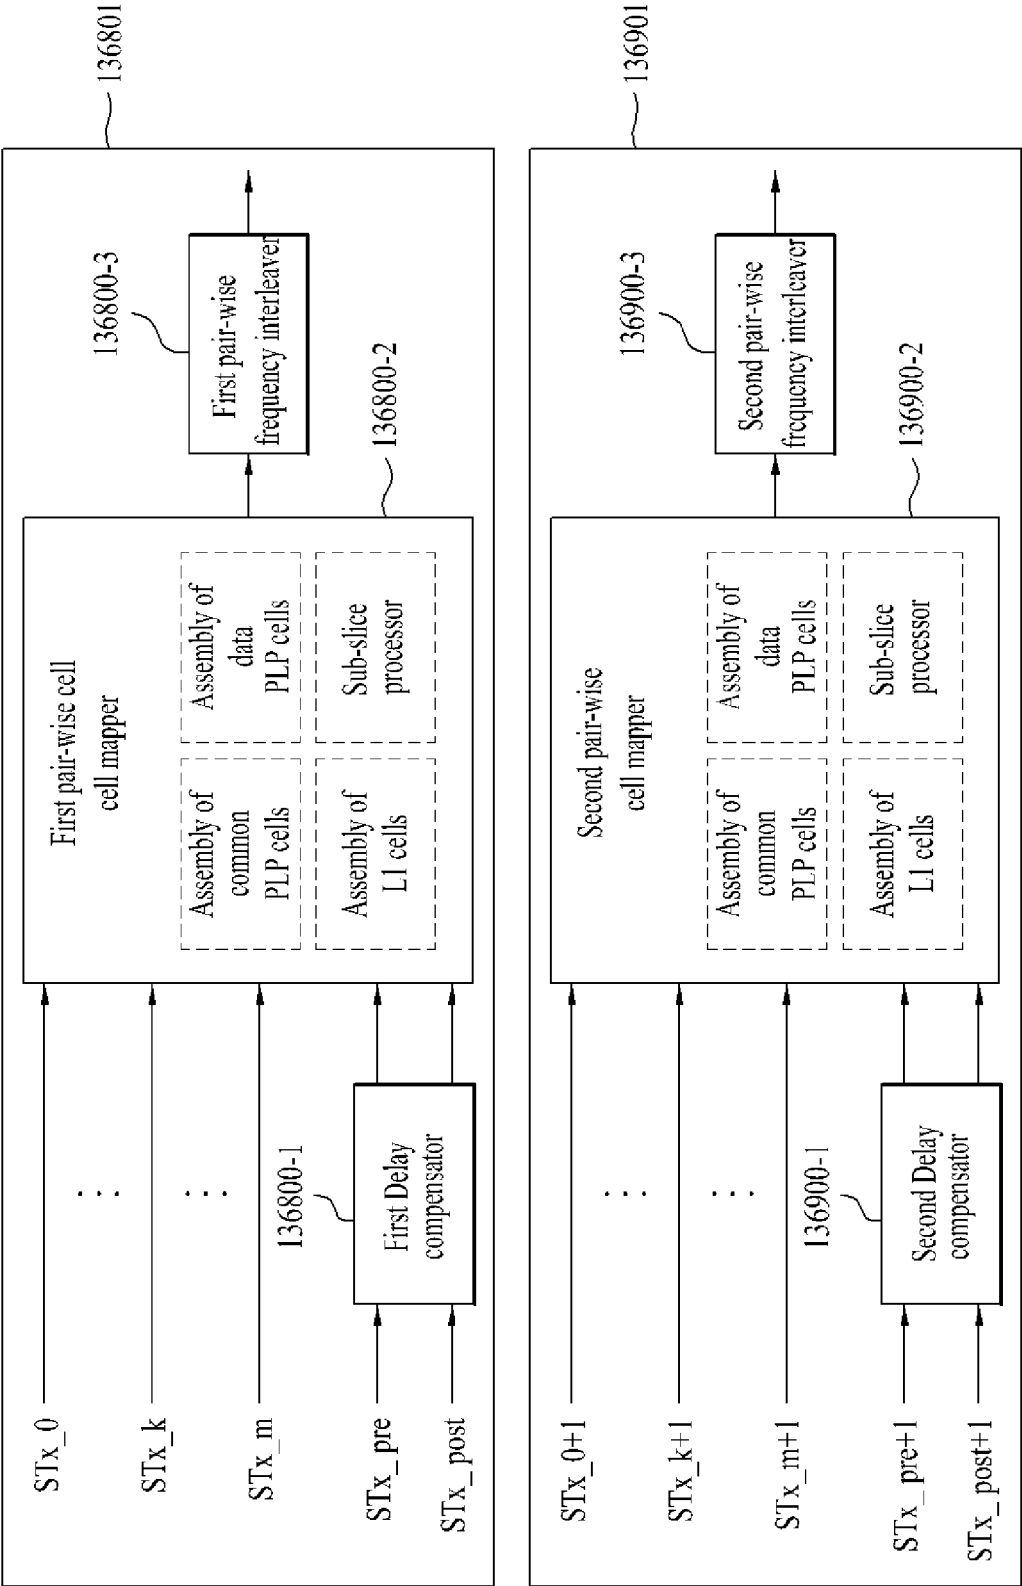 136801
STx_0
STx_k
STx_m
STx_pre
STx_post
. . .
. . .
136800-1
First Delay
compensator
First pair-wise cell
cell mapper
Assembly of
common
PLP cells
Assembly of
data
PLP cells
Assembly of
L1 cells
Sub-slice
processor
136800-2
136800-3
First pair-wise
frequency interleaver
136901
STx_0+1
STx_k+1
STx_m+1
STx_pre+1
STx_post+1
. . .
. . .
136900-1
Second Delay
compensator
Second pair-wise
cell mapper
Assembly of
common
PLP cells
Assembly of
data
PLP cells
Assembly of
L1 cells
Sub-slice
processor
136900-2
136900-3
Second pair-wise
frequency interleaver